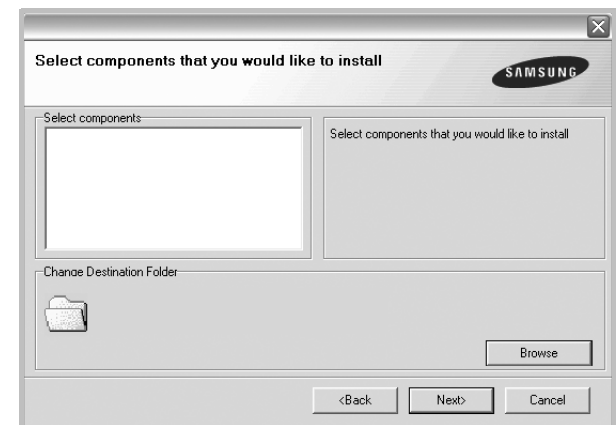 Select components that you would like to install
SAMSUNG
Select components
Select components that you would like to install
Change Destination Folder
Browse
<Back
Next>
Cancel